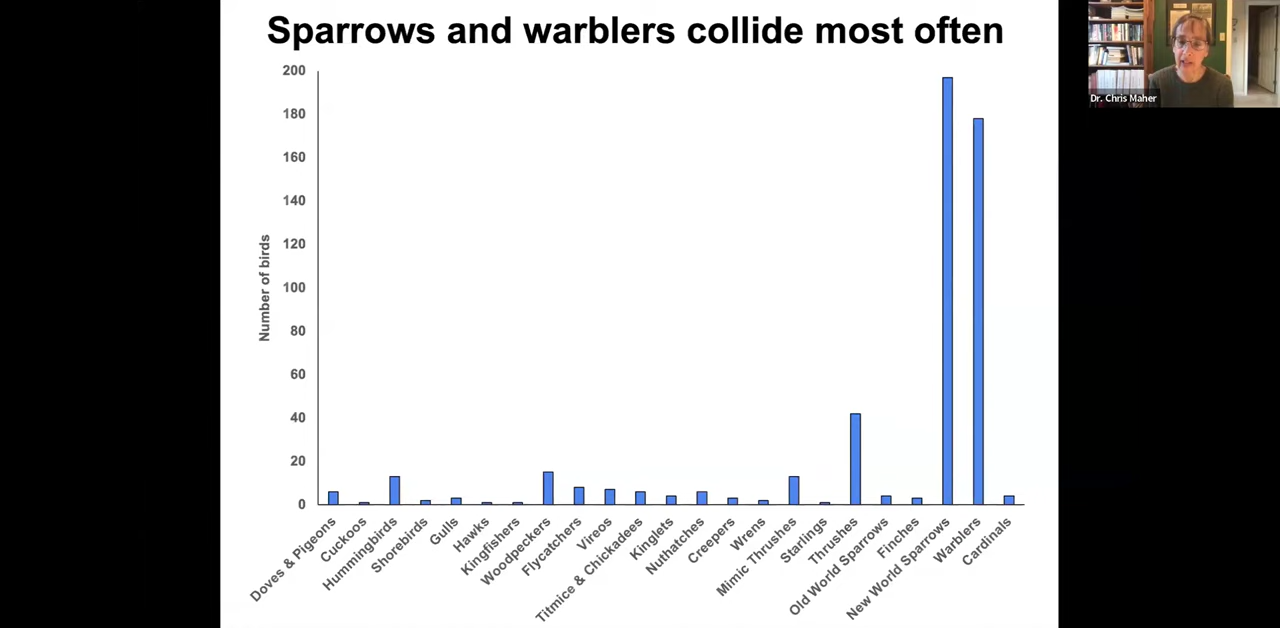 Sparrows and warblers collide most often
Dr. Chris Maher
Number of birds
200
180
160
140
120
100
80
60
40
20
0
Doves & Pigeons
Cuckoos
Hummingbirds
Shorebirds
Gulls
Hawks
Kingfishers
Woodpeckers
Flycatchers
Vireos
Titmice & Chickadees
Kinglets
Nuthatches
Creepers
Wrens
Mimic Thrushes
Starlings
Thrushes
Old World Sparrows
Finches
New World Sparrows
Warblers
Cardinals